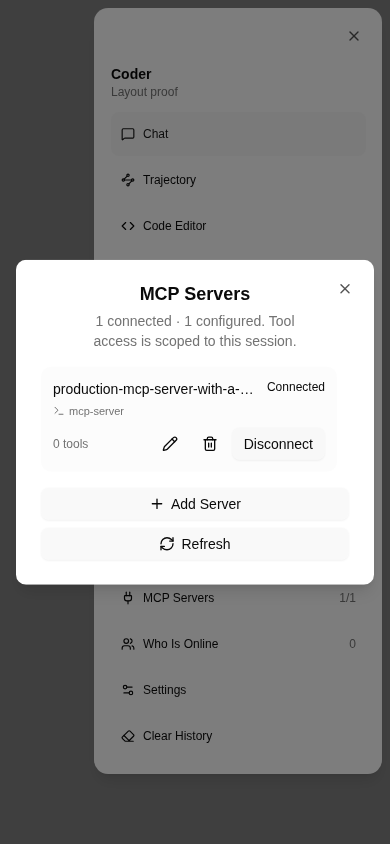 Coder
Layout proof
Chat
Trajectory
Code Editor
MCP Servers
1 connected · 1 configured. Tool
access is scoped to this session.
production-mcp-server-with-a-…
Connected
mcp-server
0 tools
Disconnect
Add Server
Refresh
MCP Servers 1/1
Who Is Online 0
Settings
Clear History